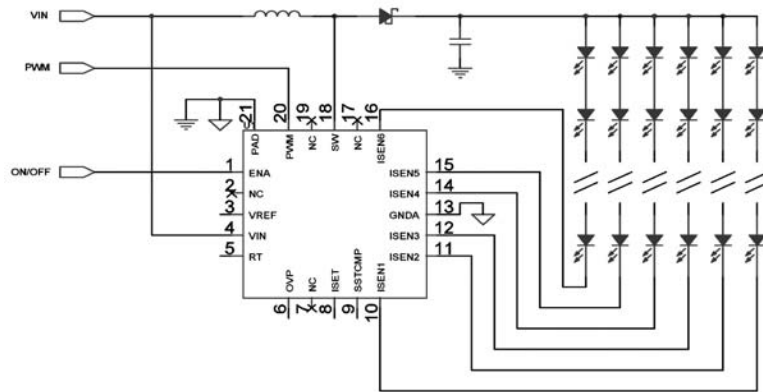 VIN
PWM
ON/OFF
21
20
19
18
17
16
PAD
PWM
NC
SW
NC
ISEN6
1 ENA
2 NC
3 VREF
4 VIN
5 RT
ISEN5 15
ISEN4 14
GNDA 13
ISEN3 12
ISEN2 11
OVP
NC
ISET
SSTCMP
ISEN1
6
7
8
9
10